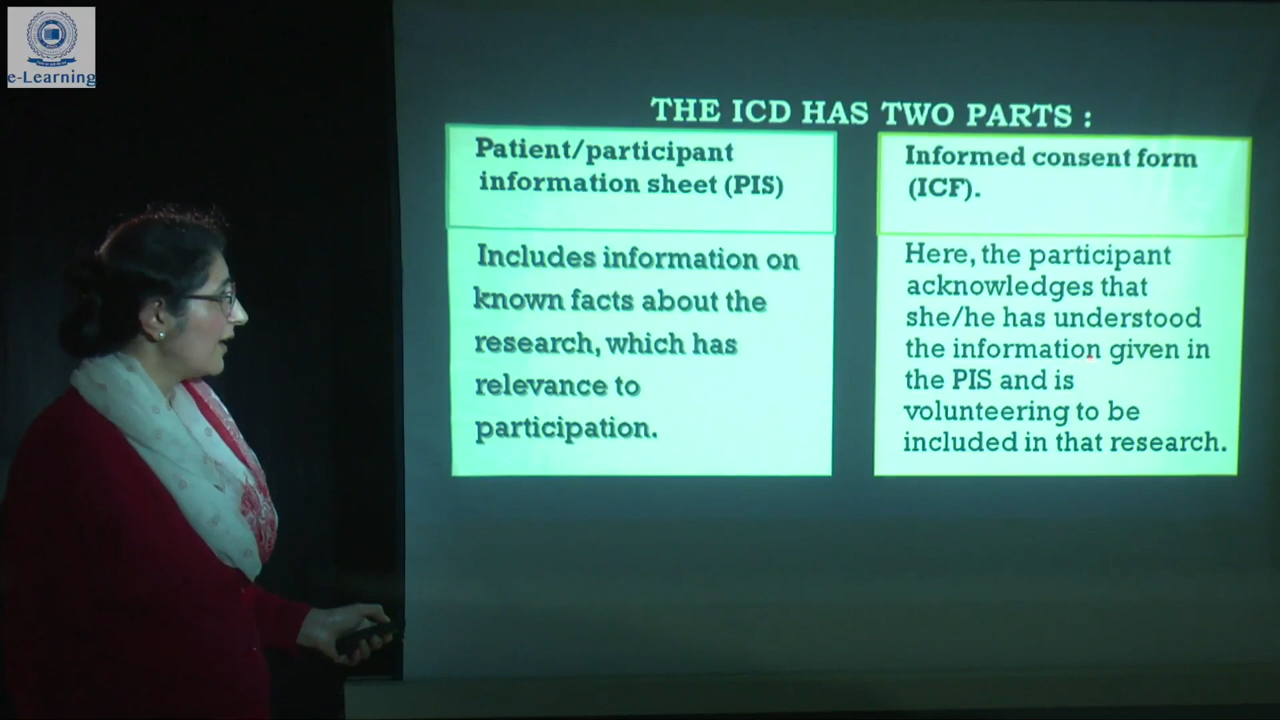 e-Learning
THE ICD HAS TWO PARTS :
Patient/participant
information sheet (PIS)
Includes information on
known facts about the
research, which has
relevance to
participation.
Informed consent form
(ICF).
Here, the participant
acknowledges that
she/he has understood
the information given in
the PIS and is
volunteering to be
included in that research.